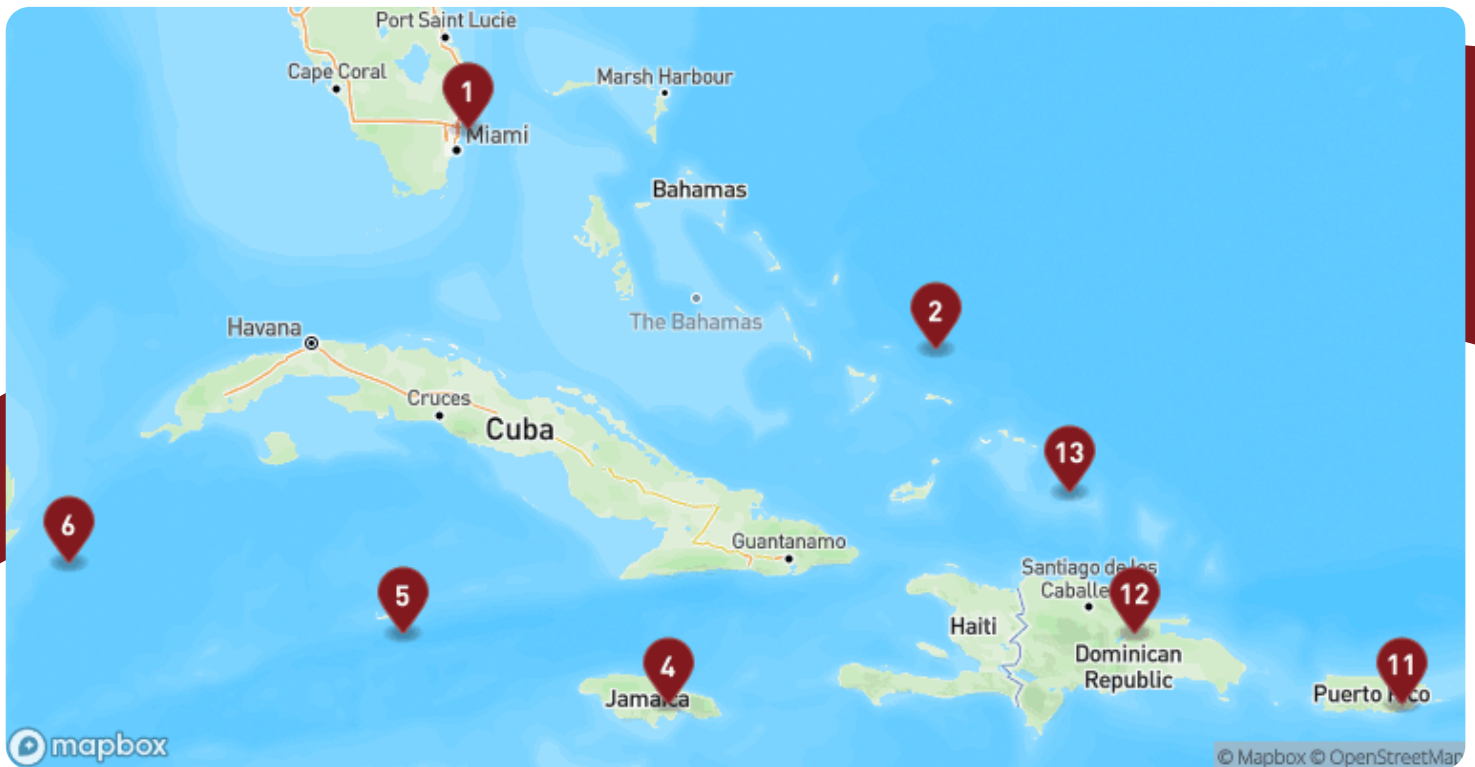 Port Saint Lucie
Cape Coral
Marsh Harbour
1
Miami
Bahamas
2
The Bahamas
Havana
Cruces
Cuba
13
6
Guantanamo
5
Santiago de los
Caballe
12
Haiti
4
Jamaica
Dominican
Republic
11
Puerto Rico
mapbox
© Mapbox © OpenStreetMap